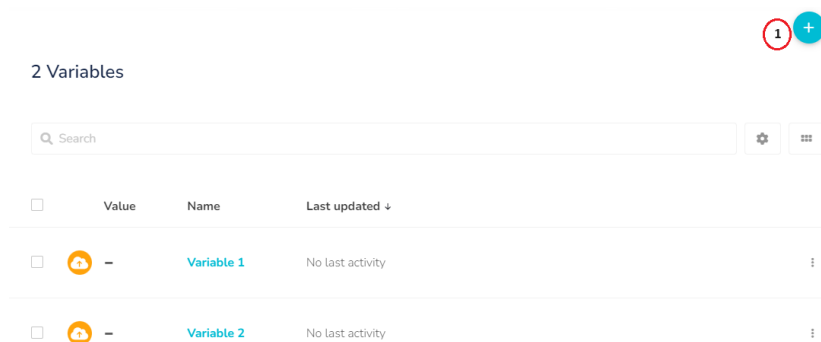 1 +
2 Variables
Search
Value Name Last updated ↓
– Variable 1 No last activity
– Variable 2 No last activity